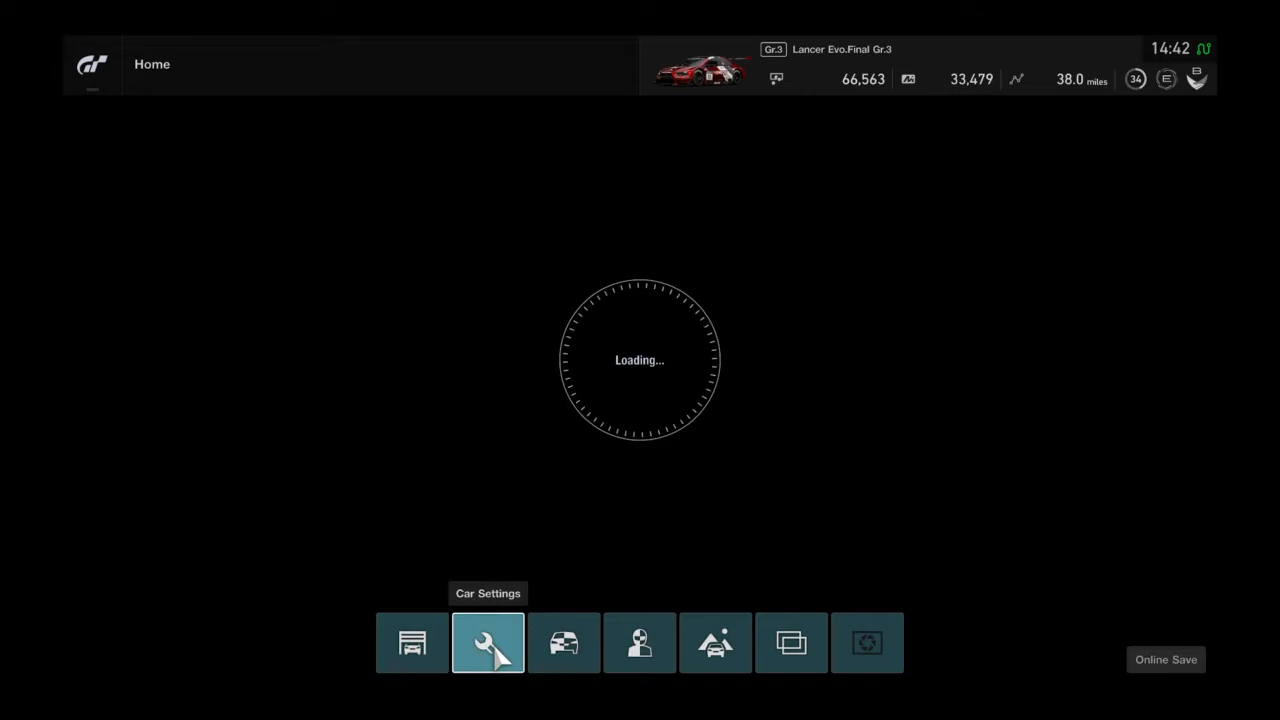 Home
Gr.3 Lancer Evo.Final Gr.3
14:42
66,563
33,479
38.0 miles
34
E
B
Loading...
Car Settings
Online Save